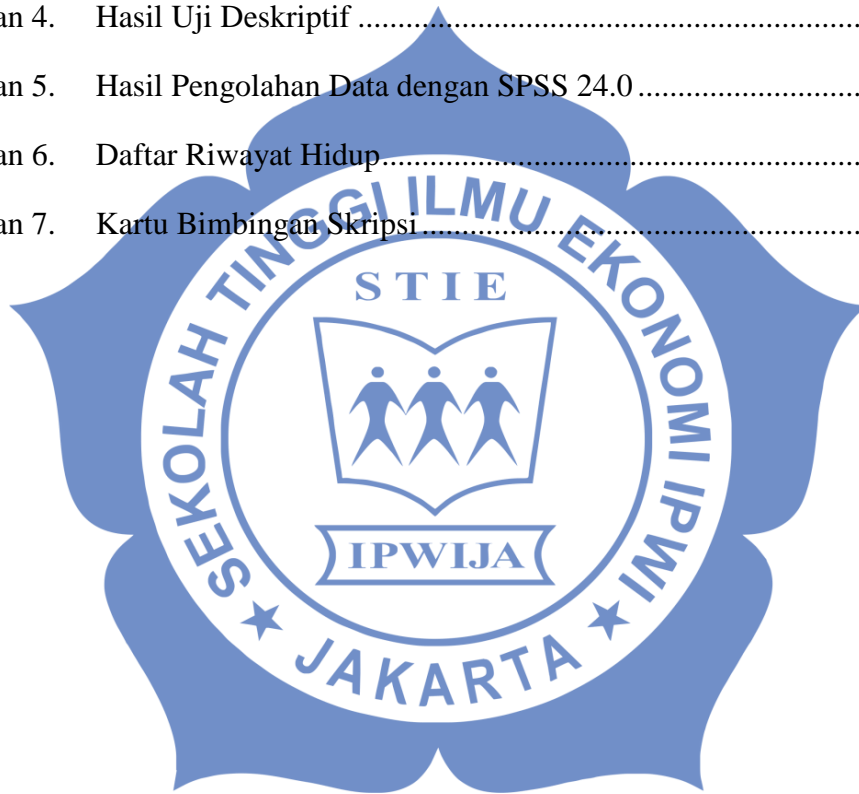 an 4. Hasil Uji Deskriptif ................................................................
an 5. Hasil Pengolahan Data dengan SPSS 24.0 ............................
an 6. Daftar Riwayat Hidup ............................................................
an 7. Kartu Bimbingan Skripsi .......................................................
SEKOLAH TINGGI ILMU EKONOMI IPWI
STIE
IPWIJA
★ JAKARTA ★